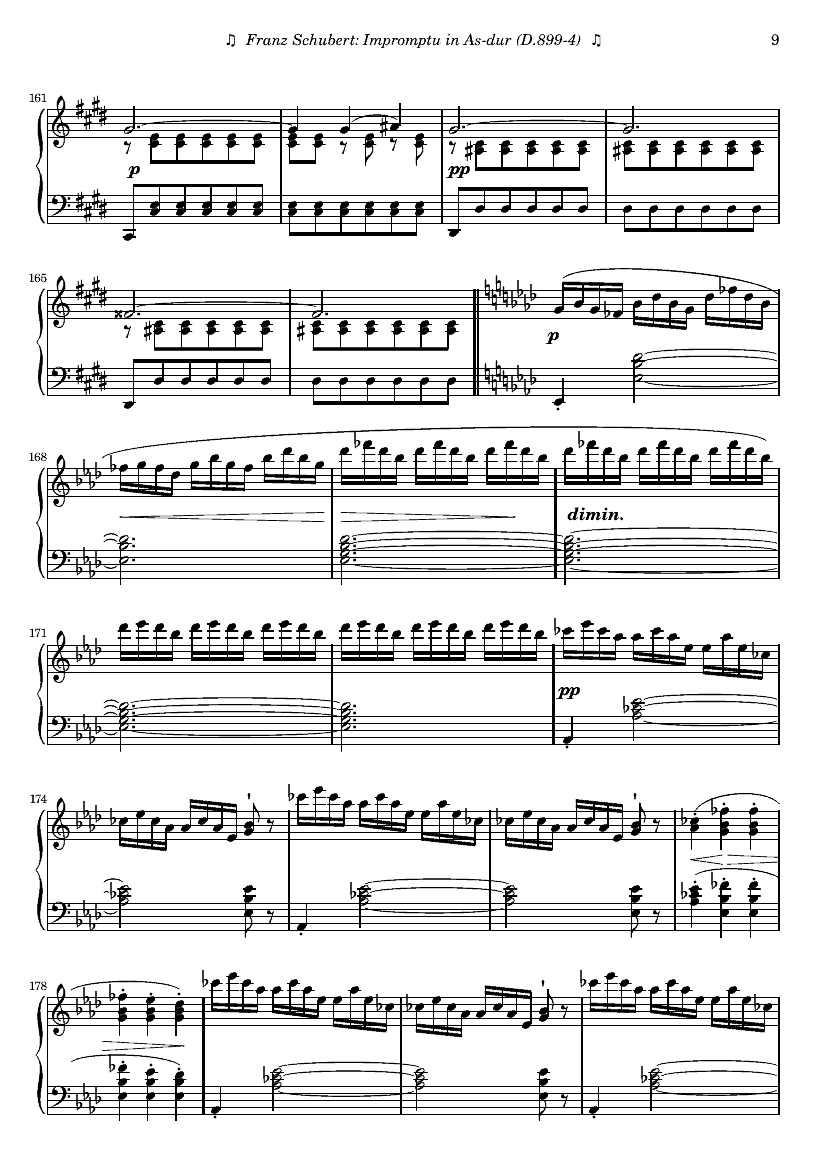 ♫ Franz Schubert: Impromptu in As-dur (D.899-4) ♫ 9
161
p pp
165
p
168
dimin.
171
pp
174
178